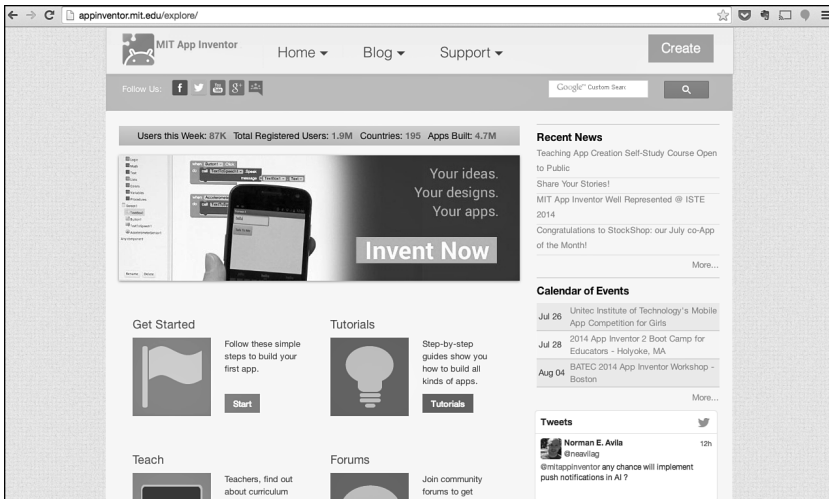 appinventor.mit.edu/explore/
MIT App Inventor
Home
Blog
Support
Create
Follow Us:
Google™ Custom Sear
Users this Week: 87K Total Registered Users: 1.9M Countries: 195 Apps Built: 4.7M
Your ideas.
Your designs.
Your apps.
Invent Now
Get Started
Follow these simple
steps to build your
first app.
Start
Tutorials
Step-by-step
guides show you
how to build all
kinds of apps.
Tutorials
Teach
Teachers, find out
about curriculum
Forums
Join community
forums to get
Recent News
Teaching App Creation Self-Study Course Open
to Public
Share Your Stories!
MIT App Inventor Well Represented @ ISTE
2014
Congratulations to StockShop: our July co-App
of the Month!
More...
Calendar of Events
Jul 26 Unitec Institute of Technology's Mobile
App Competition for Girls
Jul 28 2014 App Inventor 2 Boot Camp for
Educators - Holyoke, MA
Aug 04 BATEC 2014 App Inventor Workshop -
Boston
More...
Tweets
Norman E. Avila 12h
@neavilag
@mitappinventor any chance will implement
push notifications in AI ?